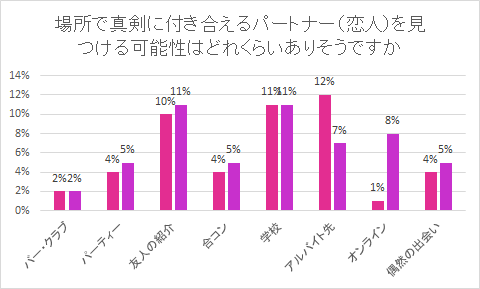 場所で真剣に付き合えるパートナー（恋人）を見
つける可能性はどれくらいありそうですか
14%
12%
10%
8%
6%
4%
2%
0%
2% 2%
4% 5%
10% 11%
4% 5%
11% 11%
12% 7%
1% 8%
4% 5%
バー・クラブ
パーティー
友人の紹介
合コン
学校
アルバイト先
オンライン
偶然の出会い